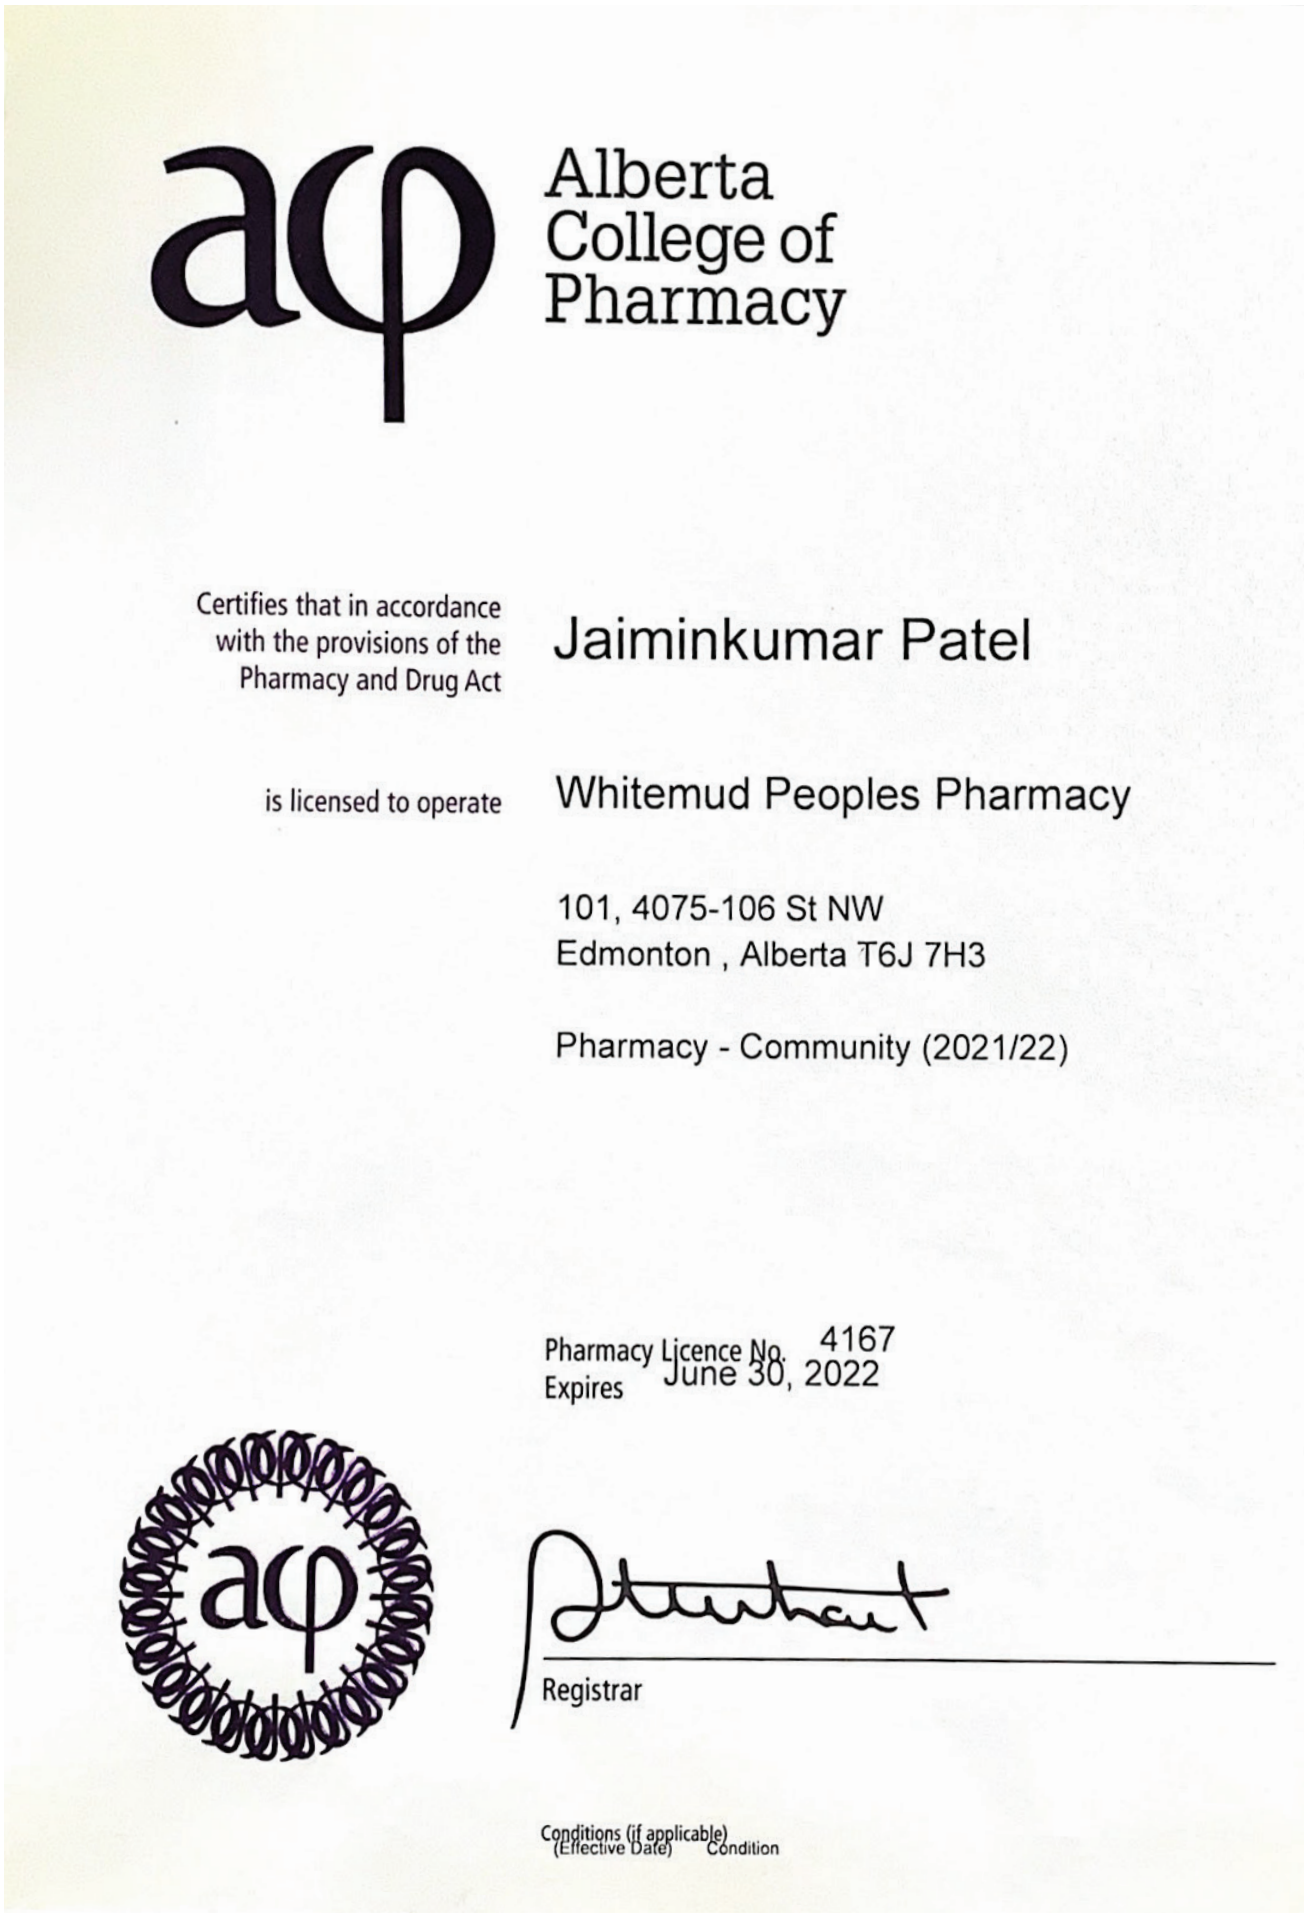 acp
Alberta
College of
Pharmacy
Certifies that in accordance
with the provisions of the
Pharmacy and Drug Act
Jaiminkumar Patel
is licensed to operate
Whitemud Peoples Pharmacy
101, 4075-106 St NW
Edmonton , Alberta T6J 7H3
Pharmacy - Community (2021/22)
Pharmacy Licence No. 4167
Expires June 30, 2022
acp
Registrar
Conditions (if applicable)
(Effective Date) Condition